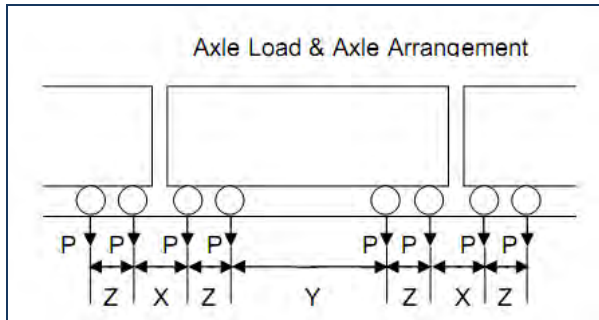 Axle Load & Axle Arrangement
P P P P P P P P
Z X Z Y Z X Z